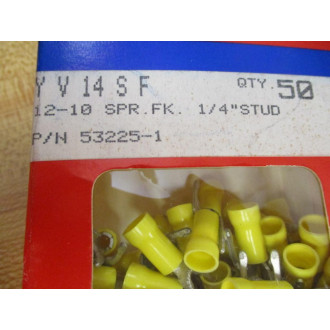 Y V 14 S F QTY. 50
12-10 SPR.FK. 1/4"STUD
P/N 53225-1